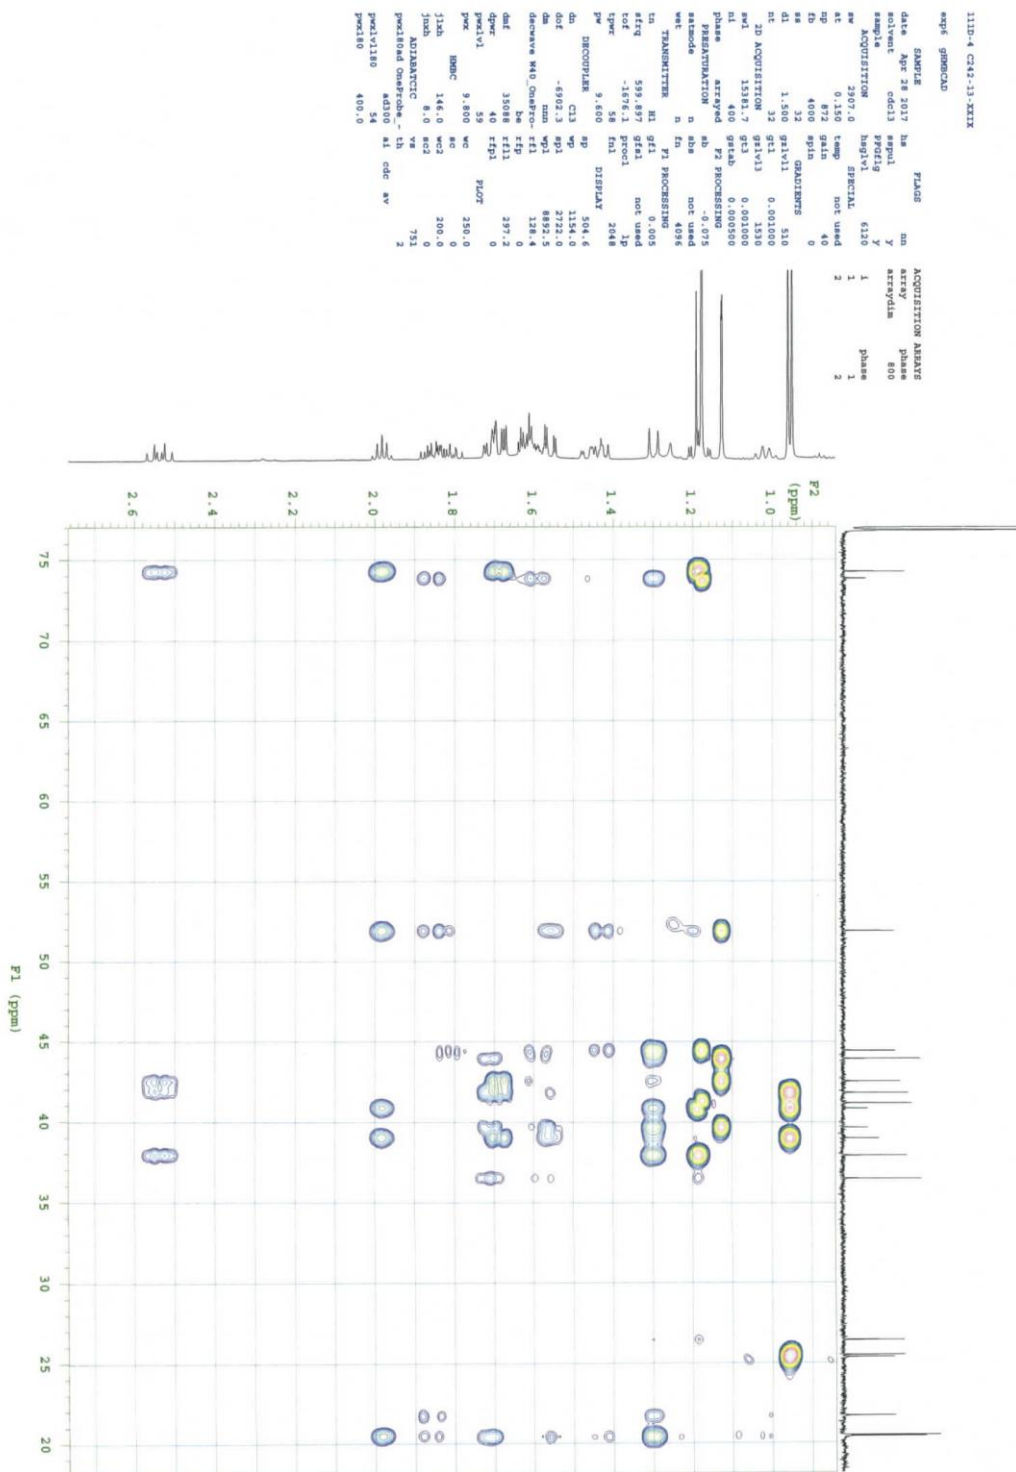 111D-4 C242-13-XXIX
exp6 gHMBCAD
SAMPLE
date Apr 28 2017
solvent cdcl3
sample
ACQUISITION
sw 2907.0
at 0.150
np 872
fb 4000
ss 32
d1 1.500
nt 32
2D ACQUISITION
sw1 15381.7
ni 400
phase arrayed
PRESATURATION
satmode n
wet n
TRANSMITTER
tn H1
sfrq 599.897
tof -1676.1
tpwr 58
pw 9.600
DECOUPLER
dn C13
dof -6902.3
dm nnn
decwave W40_OnePro~
dmf 35088
dpwr 40
pwxlvl 59
pwx 9.800
HMBC
j1xh 146.0
jnxh 8.0
ADIABATCIC
pwx180ad OneProbe_~
ad300
pwxlvl180 54
pwx180 400.0
FLAGS
hs nn
sspul y
PFGflg y
hsglvl 6120
SPECIAL
temp not used
gain 40
spin 0
GRADIENTS
gzlvl1 510
gt1 0.001000
gzlvl3 1530
gt3 0.001000
gstab 0.000500
F2 PROCESSING
sb -0.075
sbs not used
fn 4096
F1 PROCESSING
gf1 0.005
gfs1 not used
proc1 lp
fn1 2048
DISPLAY
sp 504.6
wp 1154.0
sp1 2722.0
wp1 8892.5
rfl 128.4
rfp 0
rfl1 297.2
rfp1 0
PLOT
wc 250.0
sc 0
wc2 200.0
sc2 0
vs 751
th 2
ai cdc av
ACQUISITION ARRAYS
array phase
arraydim 800
i phase
1 1
2 2
F2
(ppm)
1.0
1.2
1.4
1.6
1.8
2.0
2.2
2.4
2.6
75 70 65 60 55 50 45 40 35 30 25 20
F1 (ppm)